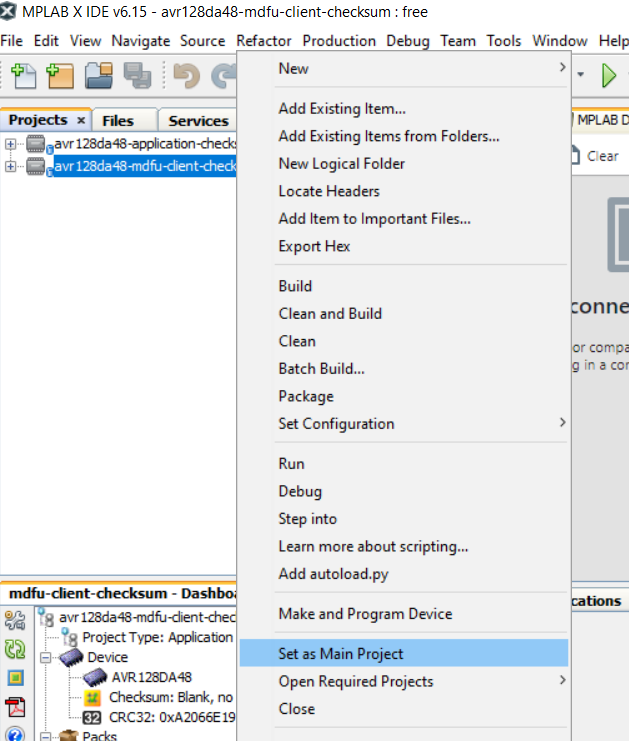 MPLAB X IDE v6.15 - avr128da48-mdfu-client-checksum : free
File Edit View Navigate Source Refactor Production Debug Team Tools Window Help
Projects × Files Services
avr128da48-application-checks
avr128da48-mdfu-client-check
New
Add Existing Item...
Add Existing Items from Folders...
New Logical Folder
Locate Headers
Add Item to Important Files...
Export Hex
Build
Clean and Build
Clean
Batch Build...
Package
Set Configuration
Run
Debug
Step into
Learn more about scripting...
Add autoload.py
Make and Program Device
Set as Main Project
Open Required Projects
Close
MPLAB D
Clear
conne
or compa
g in a con
mdfu-client-checksum - Dashboa
avr128da48-mdfu-client-chec
Project Type: Application
Device
AVR128DA48
Checksum: Blank, no
32 CRC32: 0xA2066E19
Packs
cations